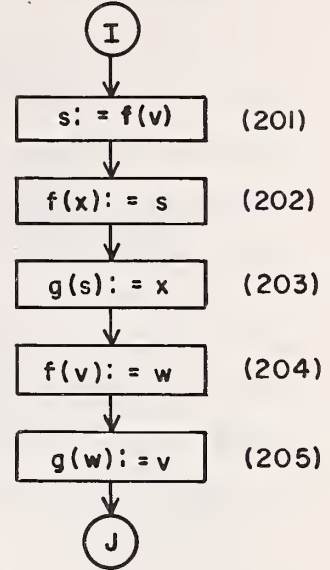 I
s: = f(v) (201)
f(x): = s (202)
g(s): = x (203)
f(v): = w (204)
g(w): = v (205)
J